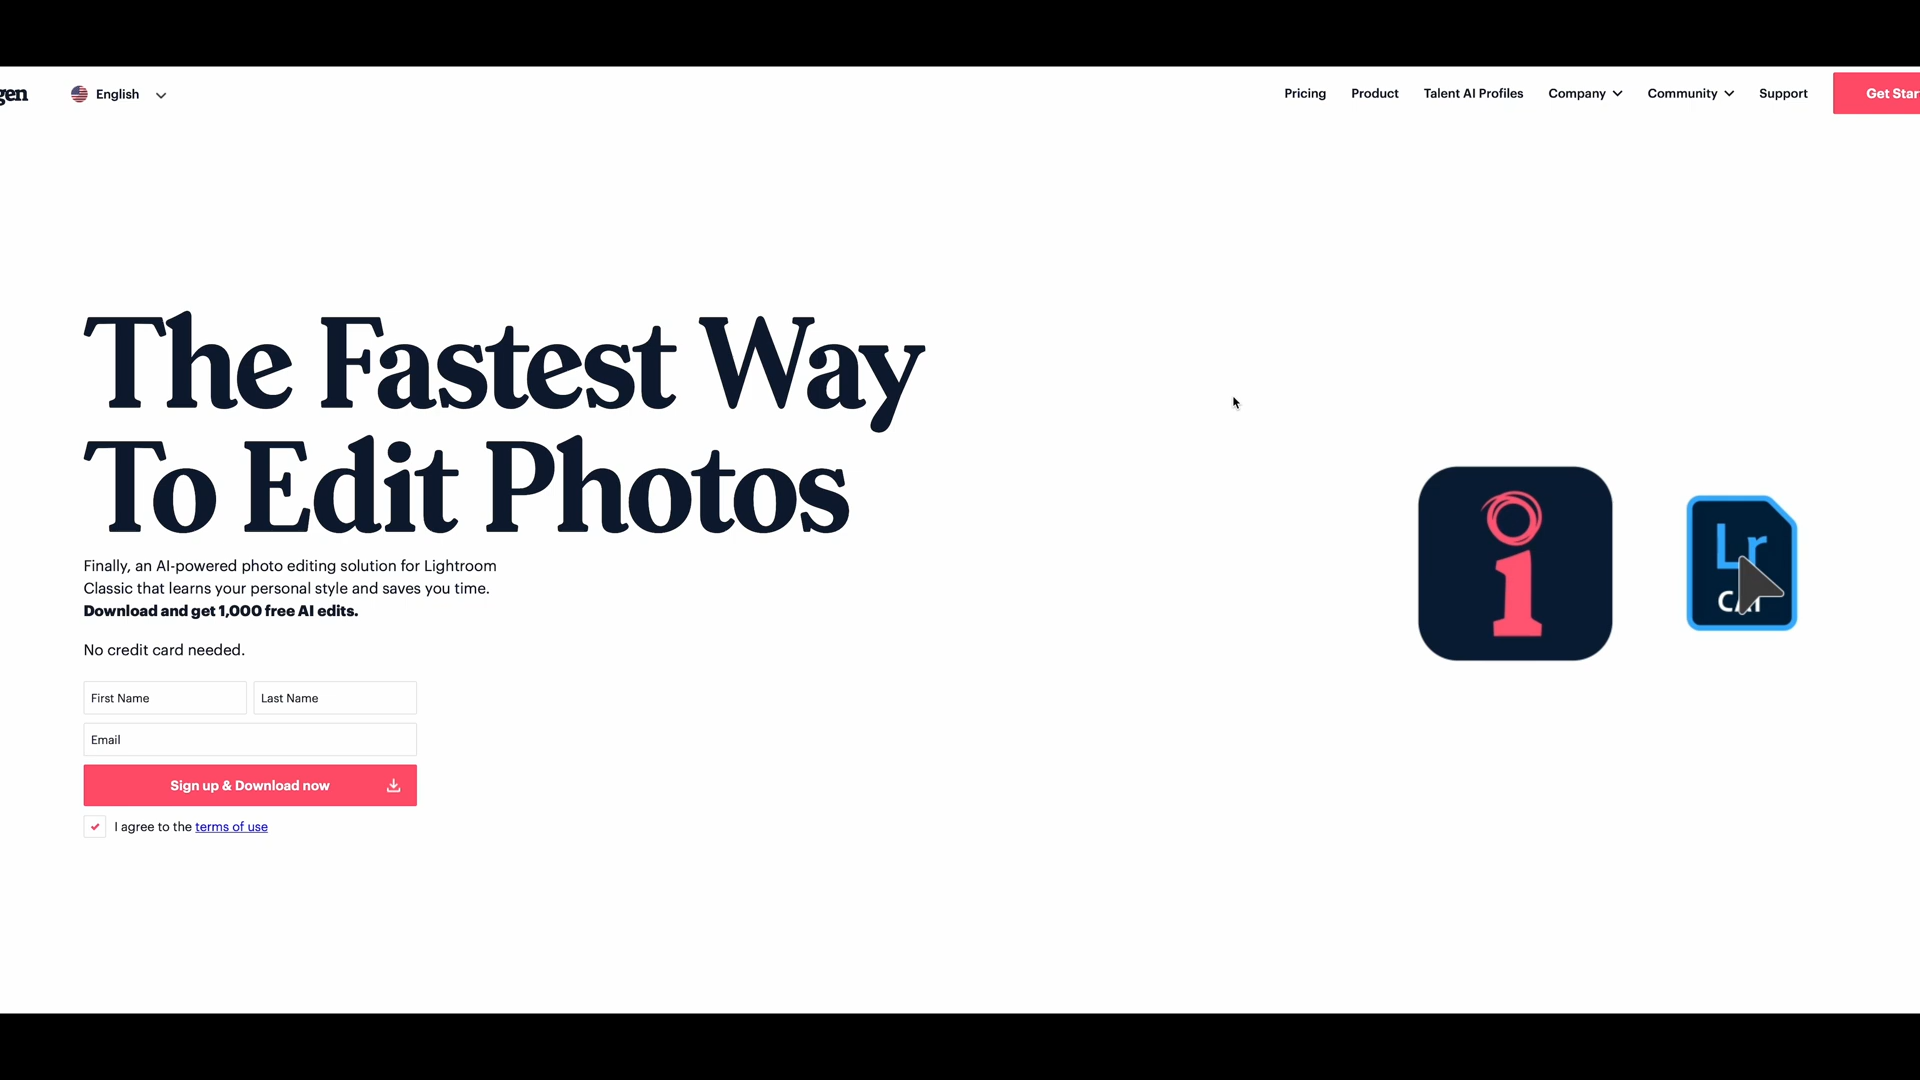 gen
English
Pricing
Product
Talent AI Profiles
Company
Community
Support
Get Star
The Fastest Way
To Edit Photos
Finally, an AI-powered photo editing solution for Lightroom
Classic that learns your personal style and saves you time.
Download and get 1,000 free AI edits.
No credit card needed.
First Name
Last Name
Email
Sign up & Download now
I agree to the terms of use
i
Lr